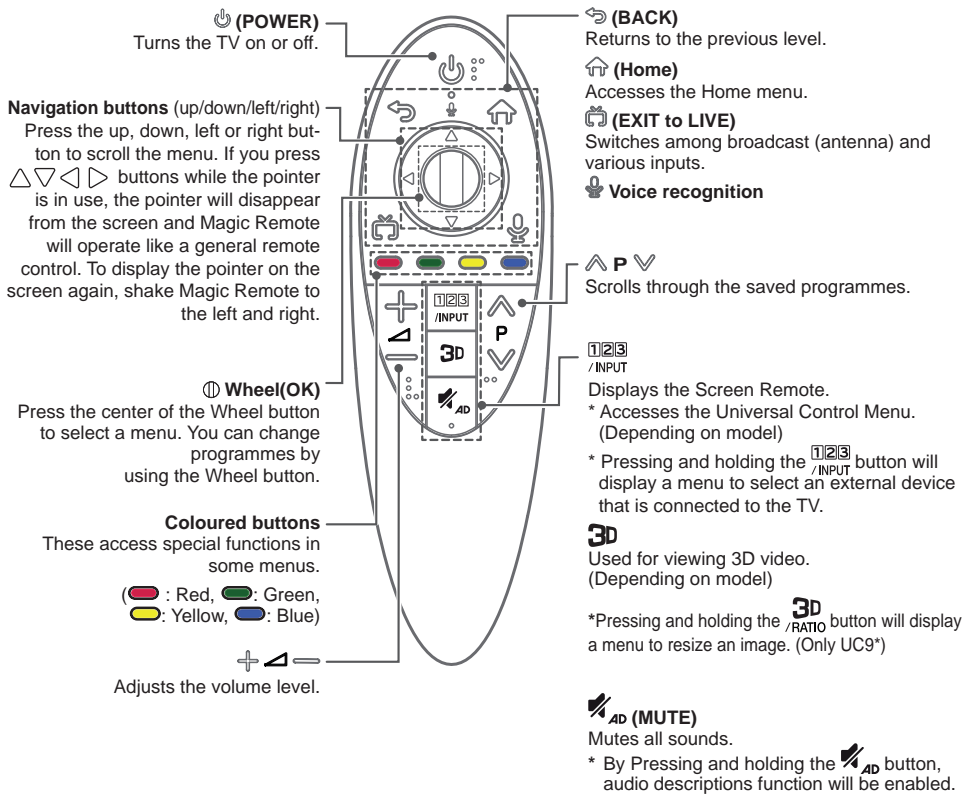 (POWER)
Turns the TV on or off.
Navigation buttons (up/down/left/right)
Press the up, down, left or right but-
ton to scroll the menu. If you press
△▽◁ ▷ buttons while the pointer
is in use, the pointer will disappear
from the screen and Magic Remote
will operate like a general remote
control. To display the pointer on the
screen again, shake Magic Remote to
the left and right.
Wheel(OK)
Press the center of the Wheel button
to select a menu. You can change
programmes by
using the Wheel button.
Coloured buttons
These access special functions in
some menus.
( : Red, : Green,
: Yellow, : Blue)
Adjusts the volume level.
123
/INPUT
P
3D
AD
(BACK)
Returns to the previous level.
(Home)
Accesses the Home menu.
(EXIT to LIVE)
Switches among broadcast (antenna) and
various inputs.
Voice recognition
P
Scrolls through the saved programmes.
123
/ INPUT
Displays the Screen Remote.
* Accesses the Universal Control Menu.
(Depending on model)
* Pressing and holding the 123 / INPUT button will
display a menu to select an external device
that is connected to the TV.
3D
Used for viewing 3D video.
(Depending on model)
*Pressing and holding the 3D /RATIO button will display
a menu to resize an image. (Only UC9*)
AD (MUTE)
Mutes all sounds.
* By Pressing and holding the AD button,
audio descriptions function will be enabled.